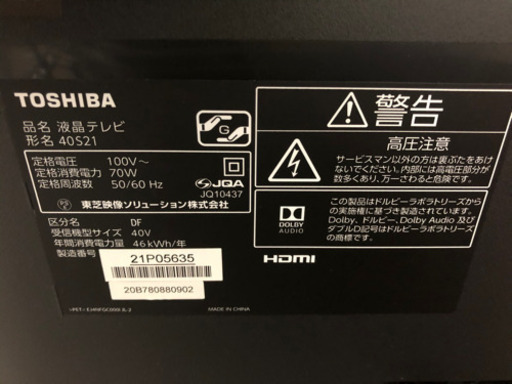 TOSHIBA
品名 液晶テレビ
形名 40S21
定格電圧 100V～
定格消費電力 70W
定格周波数 50/60 Hz
JQA
JQ10437
東芝映像ソリューション株式会社
区分名 DF
受信機型サイズ 40V
年間消費電力量 46kWh/年
製造番号
21P05635
20B780880902
G
警告
高圧注意
サービスマン以外の方は裏ぶたをあけ
ないでください。内部には高電圧部分が
数多くあり、万一さわると危険です。
DOLBY
AUDIO
この製品はドルビーラボラトリーズから
の実施権に基づき製造されています。
Dolby、ドルビー、Dolby Audio 及び
ダブルD記号はドルビーラボラトリーズ
の商標です。
HDMI
MADE IN CHINA